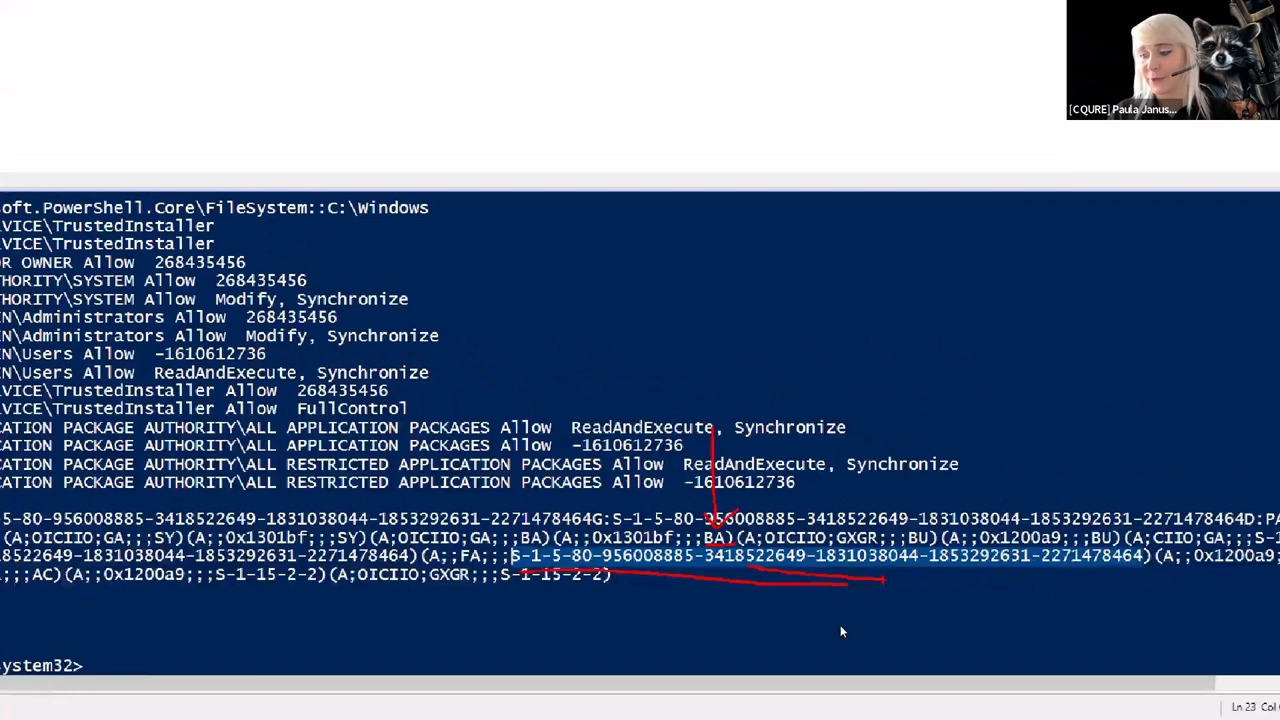 [CQURE] Paula Janus...
oft.PowerShell.Core\FileSystem::C:\Windows
VICE\TrustedInstaller
VICE\TrustedInstaller
R OWNER Allow  268435456
HORITY\SYSTEM Allow  268435456
HORITY\SYSTEM Allow  Modify, Synchronize
N\Administrators Allow  268435456
N\Administrators Allow  Modify, Synchronize
N\Users Allow  -1610612736
N\Users Allow  ReadAndExecute, Synchronize
VICE\TrustedInstaller Allow  268435456
VICE\TrustedInstaller Allow  FullControl
CATION PACKAGE AUTHORITY\ALL APPLICATION PACKAGES Allow  ReadAndExecute, Synchronize
CATION PACKAGE AUTHORITY\ALL APPLICATION PACKAGES Allow  -1610612736
CATION PACKAGE AUTHORITY\ALL RESTRICTED APPLICATION PACKAGES Allow  ReadAndExecute, Synchronize
CATION PACKAGE AUTHORITY\ALL RESTRICTED APPLICATION PACKAGES Allow  -1610612736
-5-80-956008885-3418522649-1831038044-1853292631-2271478464G:S-1-5-80-956008885-3418522649-1831038044-1853292631-2271478464D:PA
(A;OICIIO;GA;;;SY)(A;;0x1301bf;;;SY)(A;OICIIO;GA;;;BA)(A;;0x1301bf;;;BA)(A;OICIIO;GXGR;;;BU)(A;;0x1200a9;;;BU)(A;CIIO;GA;;;S-1
18522649-1831038044-1853292631-2271478464)(A;;FA;;;S-1-5-80-956008885-3418522649-1831038044-1853292631-2271478464)(A;;0x1200a9;
;;AC)(A;;0x1200a9;;;S-1-15-2-2)(A;OICIIO;GXGR;;;S-1-15-2-2)
ystem32>
Ln 23 Col